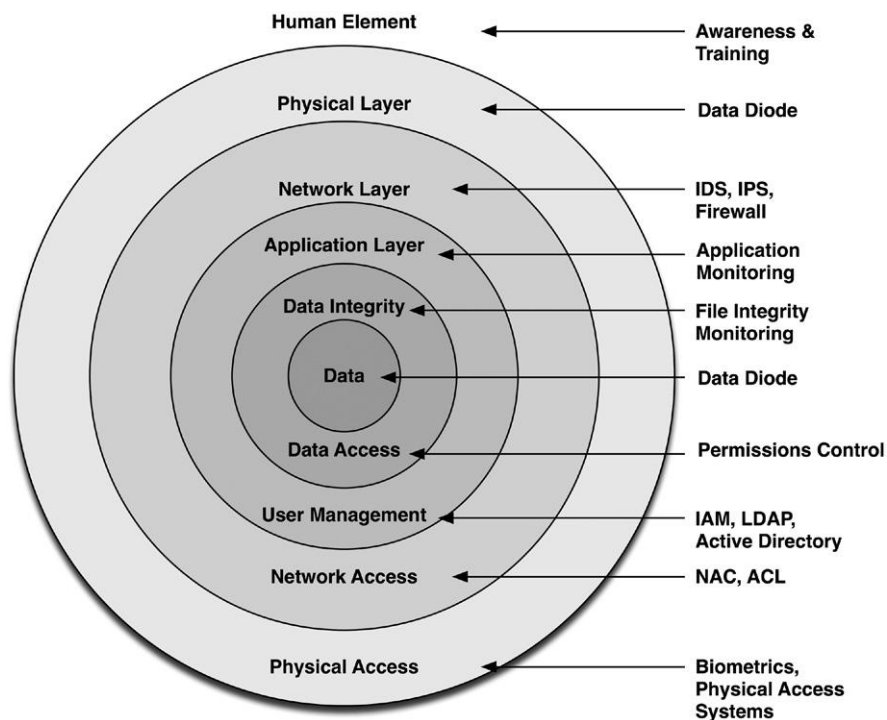 Human Element
Awareness &
Training
Physical Layer
Data Diode
Network Layer
IDS, IPS,
Firewall
Application Layer
Application
Monitoring
Data Integrity
File Integrity
Monitoring
Data
Data Diode
Data Access
Permissions Control
User Management
IAM, LDAP,
Active Directory
Network Access
NAC, ACL
Physical Access
Biometrics,
Physical Access
Systems